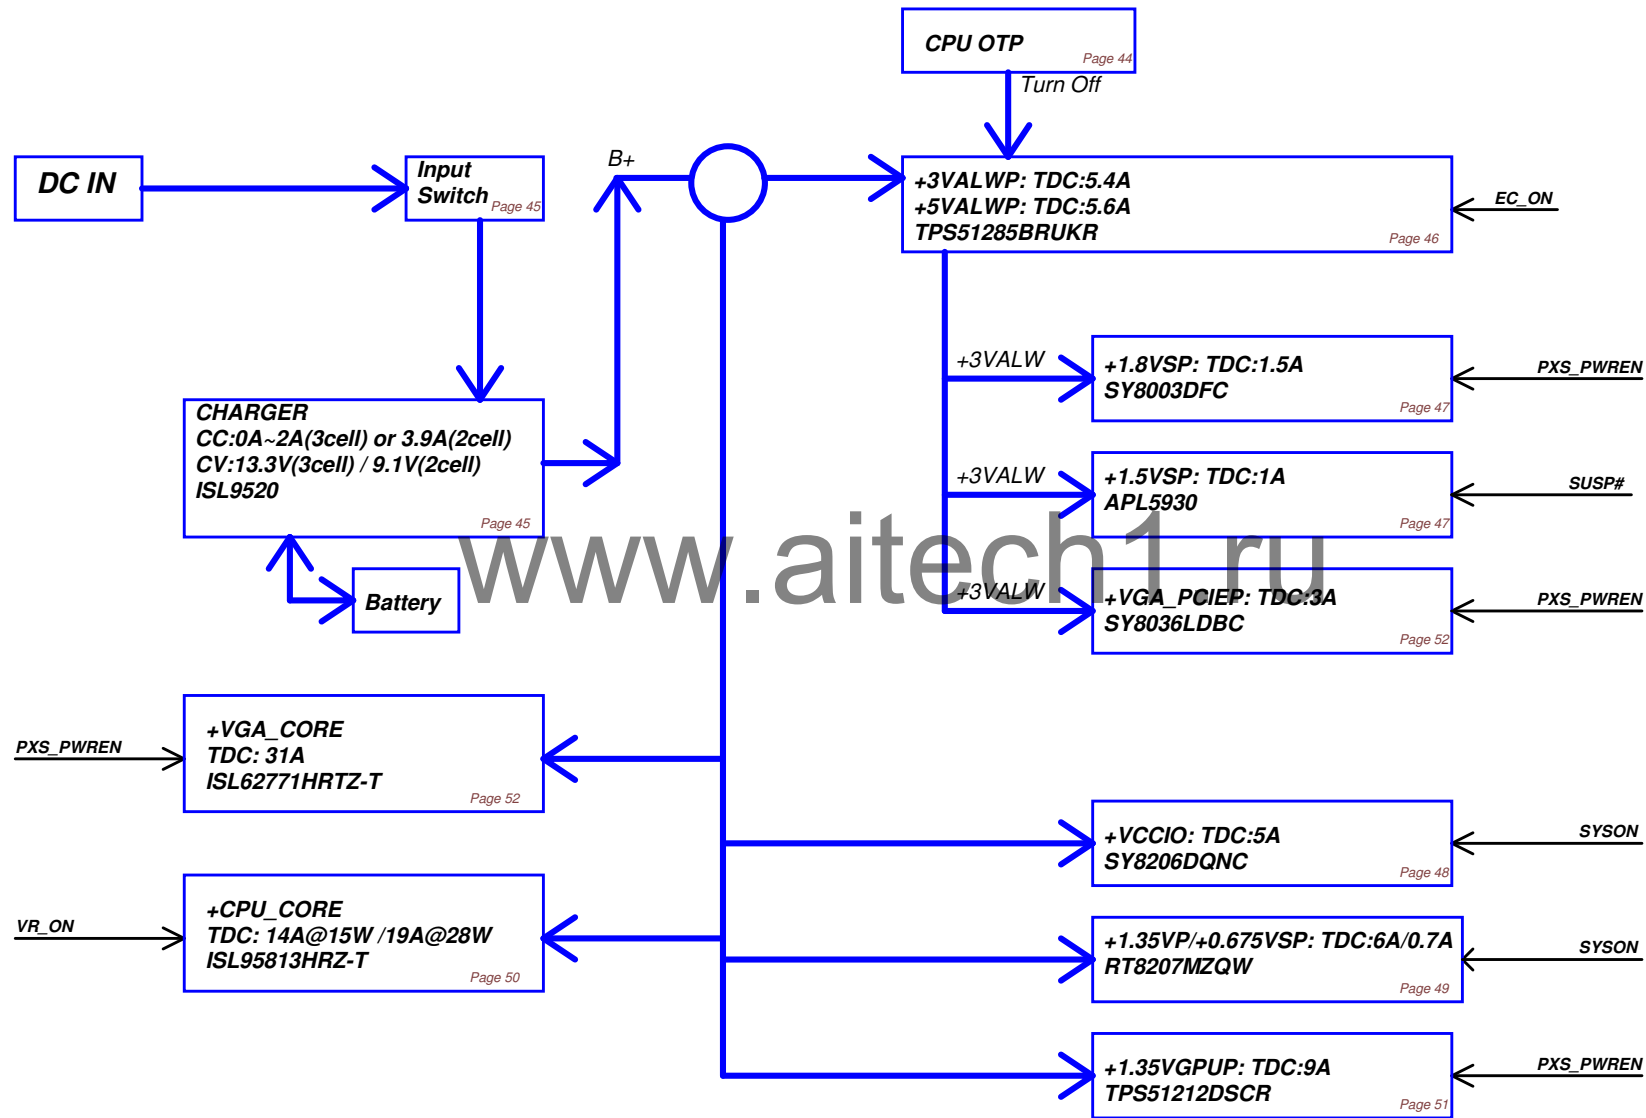 CPU OTP
Page 44
Turn Off
DC IN
Input
Switch
Page 45
B+
+3VALWP: TDC:5.4A
+5VALWP: TDC:5.6A
TPS51285BRUKR
Page 46
EC_ON
+3VALW
+1.8VSP: TDC:1.5A
SY8003DFC
Page 47
PXS_PWREN
CHARGER
CC:0A~2A(3cell) or 3.9A(2cell)
CV:13.3V(3cell) / 9.1V(2cell)
ISL9520
Page 45
+3VALW
+1.5VSP: TDC:1A
APL5930
Page 47
SUSP#
www.aitech1.ru
Battery
+3VALW
+VGA_PCIEP: TDC:3A
SY8036LDBC
Page 52
PXS_PWREN
PXS_PWREN
+VGA_CORE
TDC: 31A
ISL62771HRTZ-T
Page 52
+VCCIO: TDC:5A
SY8206DQNC
Page 48
SYSON
VR_ON
+CPU_CORE
TDC: 14A@15W /19A@28W
ISL95813HRZ-T
Page 50
+1.35VP/+0.675VSP: TDC:6A/0.7A
RT8207MZQW
Page 49
SYSON
+1.35VGPUP: TDC:9A
TPS51212DSCR
Page 51
PXS_PWREN